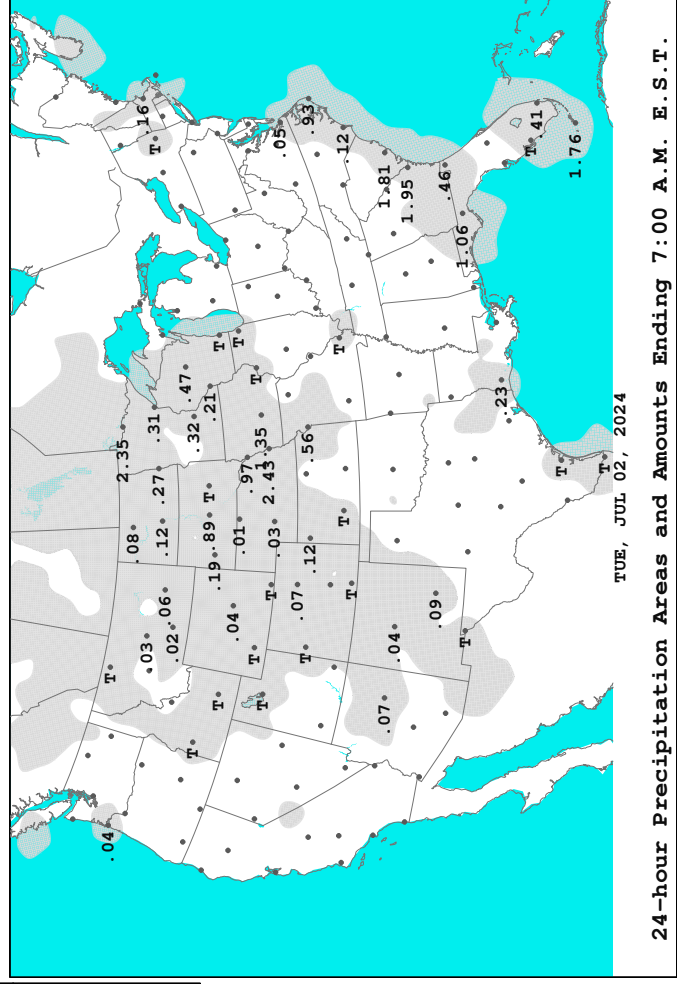 .04
T
2.35
.08
.16
.03
.31
T
.27
.12
.06
.02
.47
T
.32
T
.89
.21
.19
T
T
.04
T
.01
.97
T
T
1.35
T
2.43
T
.03
.05
.07
T
.56
.93
.12
T
.12
T
T
.07
1.81
.04
1.95
.09
.46
1.06
T
.23
T
.41
T
1.76
T
TUE, JUL 02, 2024
24-hour Precipitation Areas and Amounts Ending 7:00 A.M. E.S.T.